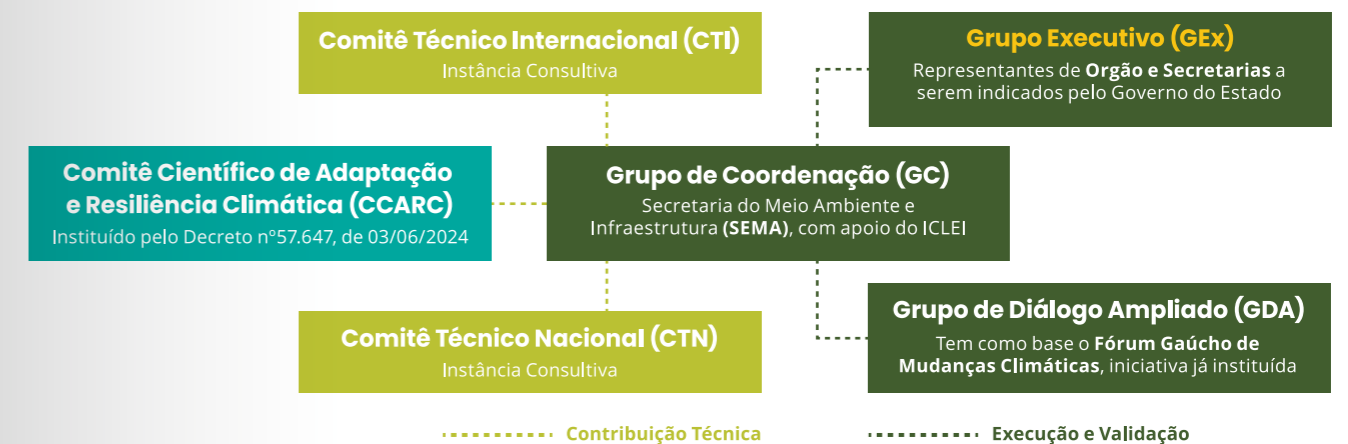 Comitê Técnico Internacional (CTI)
Instância Consultiva
Grupo Executivo (GEx)
Representantes de Orgão e Secretarias a
serem indicados pelo Governo do Estado
Comitê Científico de Adaptação
e Resiliência Climática (CCARC)
Instituído pelo Decreto nº57.647, de 03/06/2024
Grupo de Coordenação (GC)
Secretaria do Meio Ambiente e
Infraestrutura (SEMA), com apoio do ICLEI
Comitê Técnico Nacional (CTN)
Instância Consultiva
Grupo de Diálogo Ampliado (GDA)
Tem como base o Fórum Gaúcho de
Mudanças Climáticas, iniciativa já instituída
Contribuição Técnica
Execução e Validação